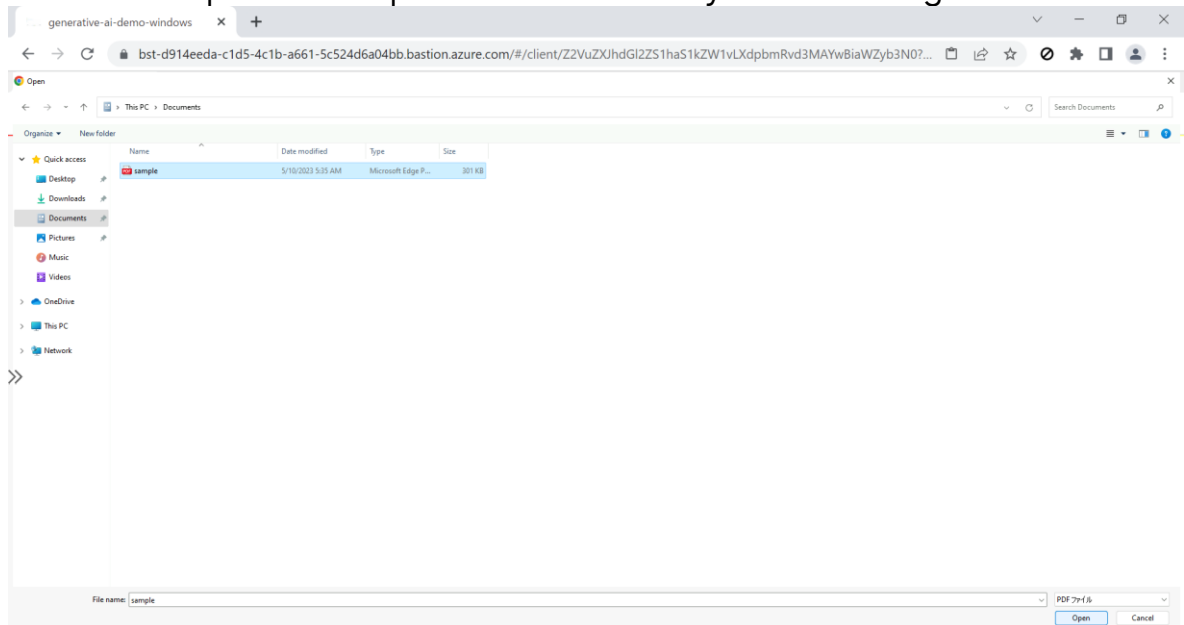 generative-ai-demo-windows
bst-d914eeda-c1d5-4c1b-a661-5c524d6a04bb.bastion.azure.com/#/client/Z2VuZXJhdGl2ZS1haS1kZW1vLXdpbmRvd3MAYwBiaWZyb3N0?...
Open
This PC > Documents
Search Documents
Organize New folder
Name Date modified Type Size
Quick access
sample 5/10/2023 5:35 AM Microsoft Edge P... 301 KB
Desktop
Downloads
Documents
Pictures
Music
Videos
OneDrive
This PC
Network
File name: sample PDF ファイル
Open Cancel